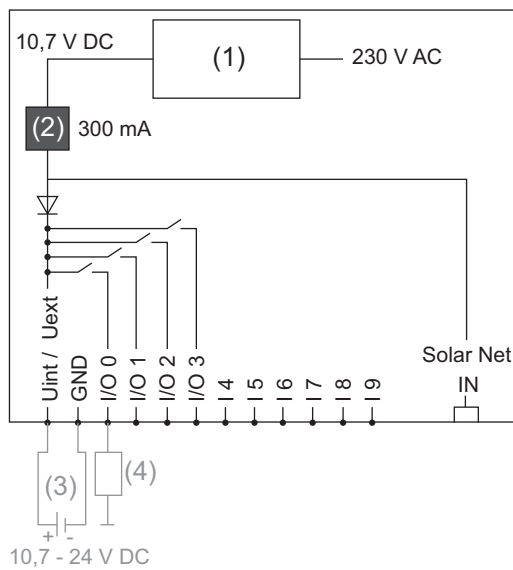 10,7 V DC
(1)
230 V AC
(2)
300 mA
Uint / Uext
GND
I/O 0
I/O 1
I/O 2
I/O 3
I 4
I 5
I 6
I 7
I 8
I 9
Solar Net
IN
(3)
(4)
+ -
10,7 - 24 V DC